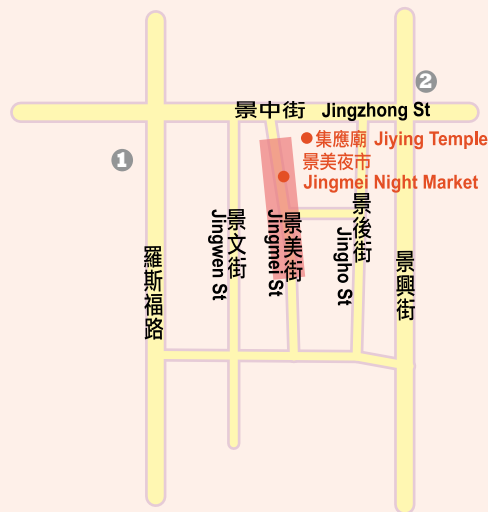 2
景中街 Jingzhong St
集應廟 Jiying Temple
1
景美夜市
Jingmei Night Market
羅斯福路
景文街
Jingwen St
景美街
Jingmei St
景後街
Jingho St
景興街